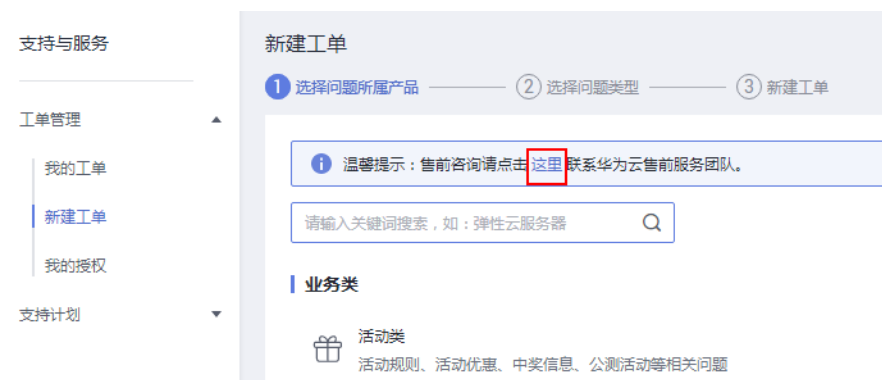 支持与服务
工单管理
我的工单
新建工单
我的授权
支持计划
新建工单
1 选择问题所属产品
2 选择问题类型
3 新建工单
温馨提示：售前咨询请点击 这里 联系华为云售前服务团队。
请输入关键词搜索，如：弹性云服务器
业务类
活动类
活动规则、活动优惠、中奖信息、公测活动等相关问题